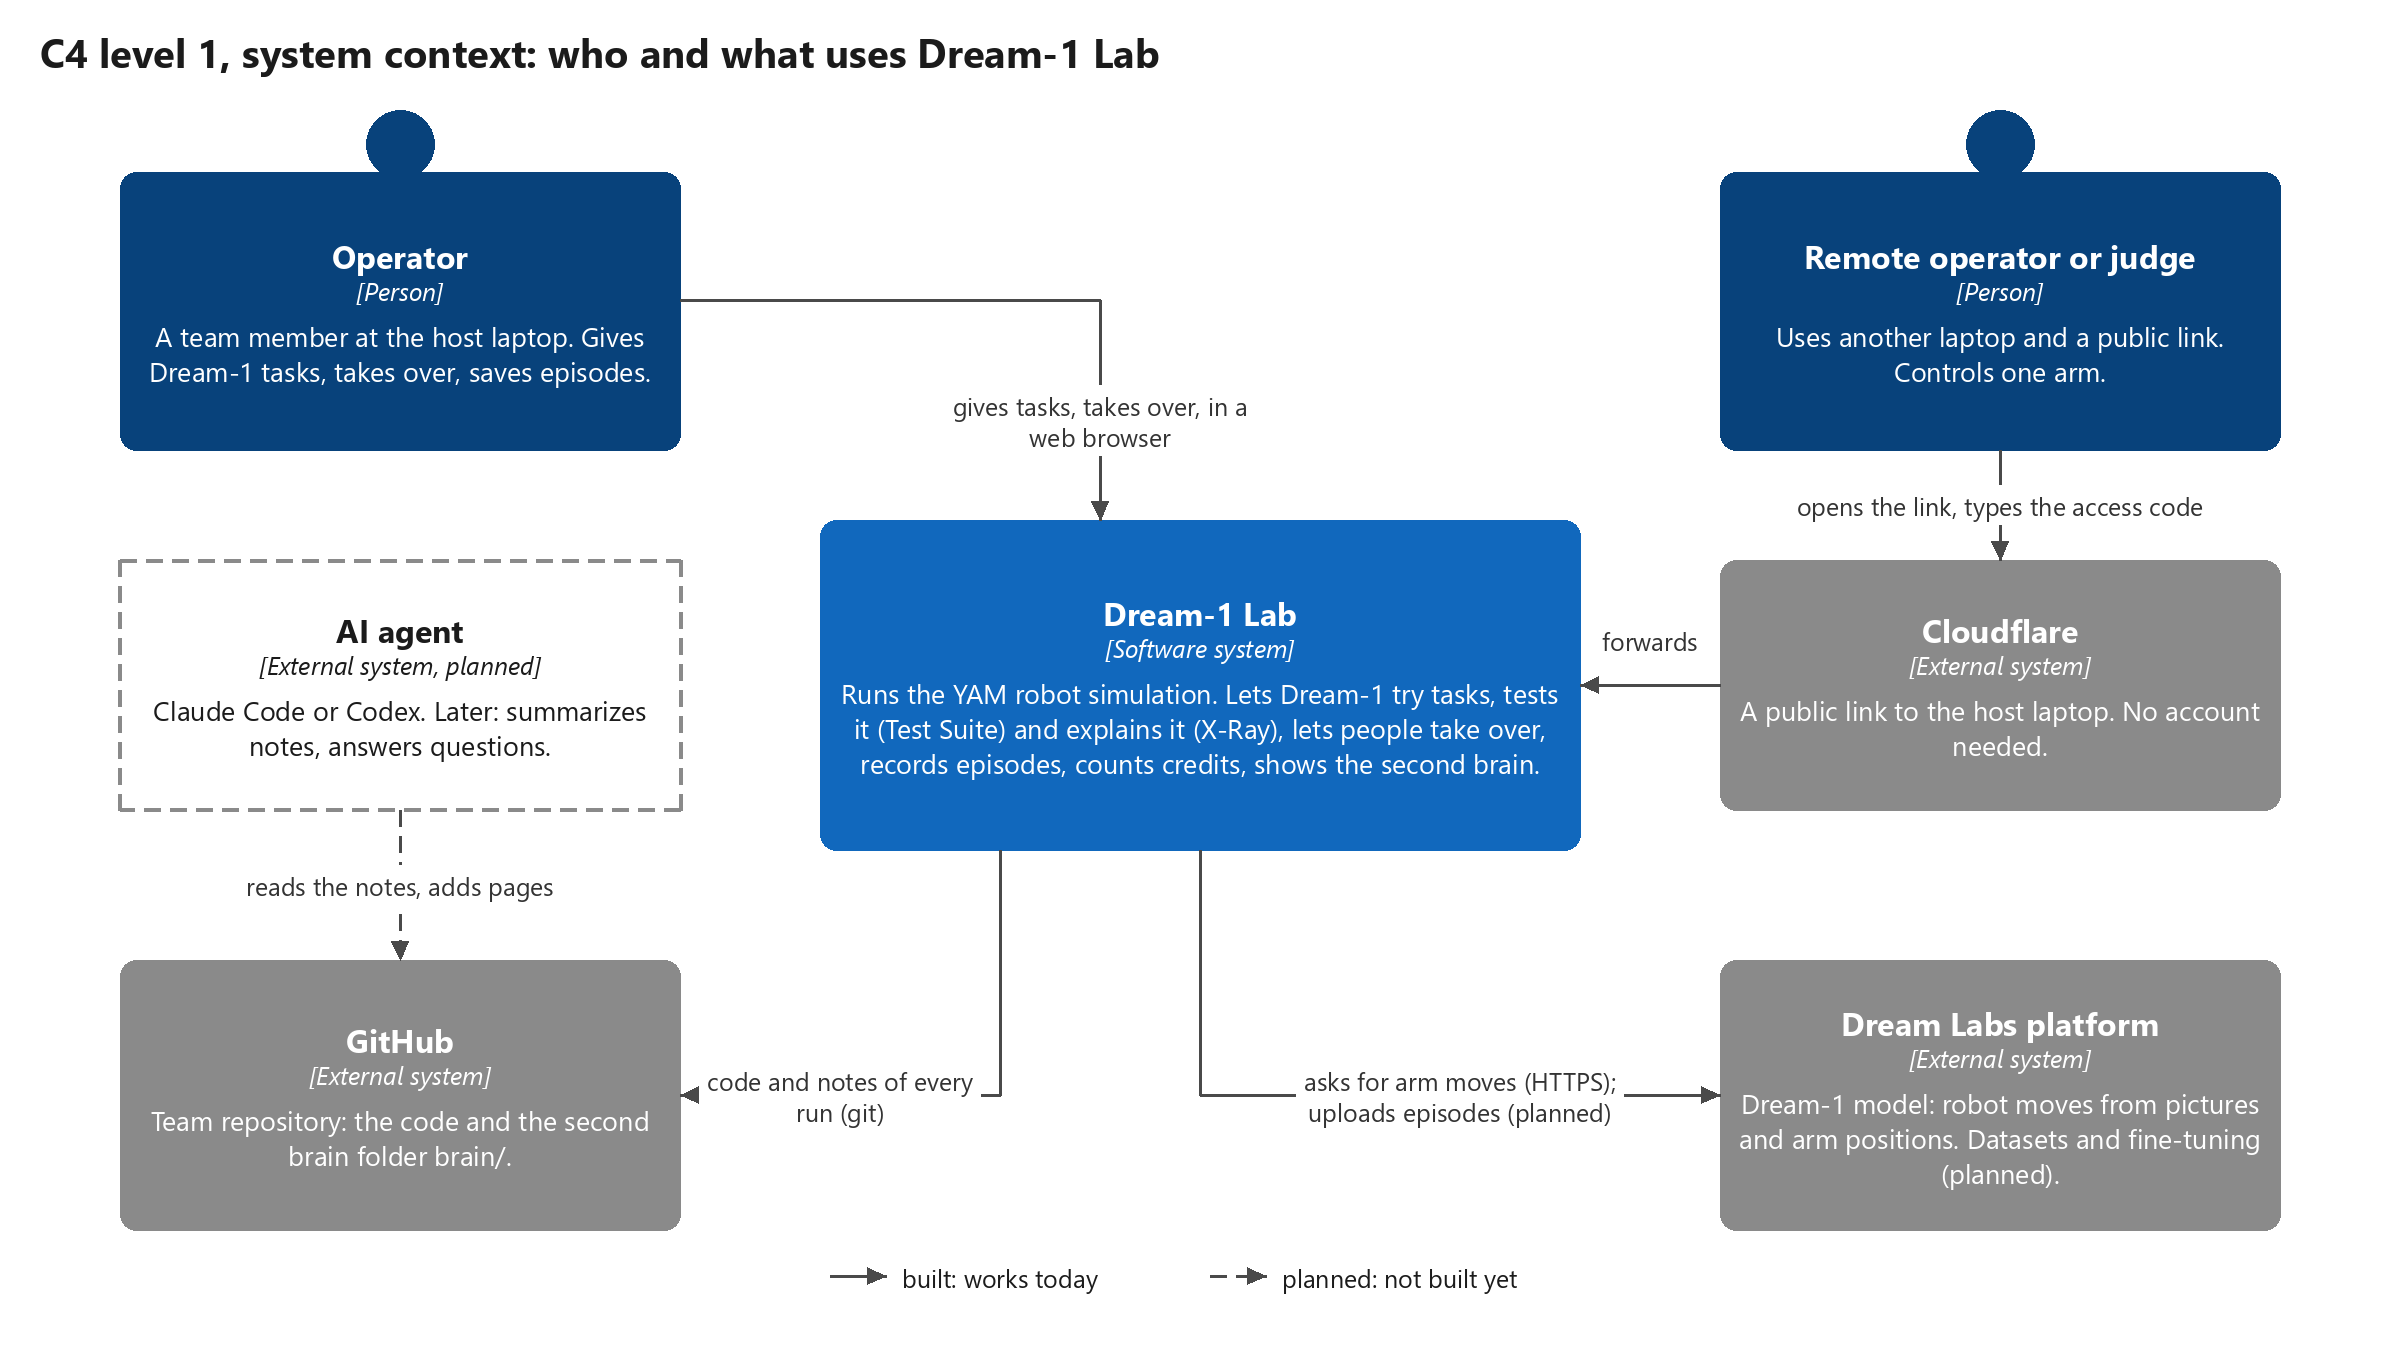 C4 level 1, system context: who and what uses Dream-1 Lab
Operator
[Person]
A team member at the host laptop. Gives
Dream-1 tasks, takes over, saves episodes.
Remote operator or judge
[Person]
Uses another laptop and a public link.
Controls one arm.
gives tasks, takes over, in a
web browser
opens the link, types the access code
AI agent
[External system, planned]
Claude Code or Codex. Later: summarizes
notes, answers questions.
Dream-1 Lab
[Software system]
Runs the YAM robot simulation. Lets Dream-1 try tasks, tests
it (Test Suite) and explains it (X-Ray), lets people take over,
records episodes, counts credits, shows the second brain.
forwards
Cloudflare
[External system]
A public link to the host laptop. No account
needed.
reads the notes, adds pages
GitHub
[External system]
Team repository: the code and the second
brain folder brain/.
code and notes of every
run (git)
asks for arm moves (HTTPS);
uploads episodes (planned)
Dream Labs platform
[External system]
Dream-1 model: robot moves from pictures
and arm positions. Datasets and fine-tuning
(planned).
built: works today
planned: not built yet